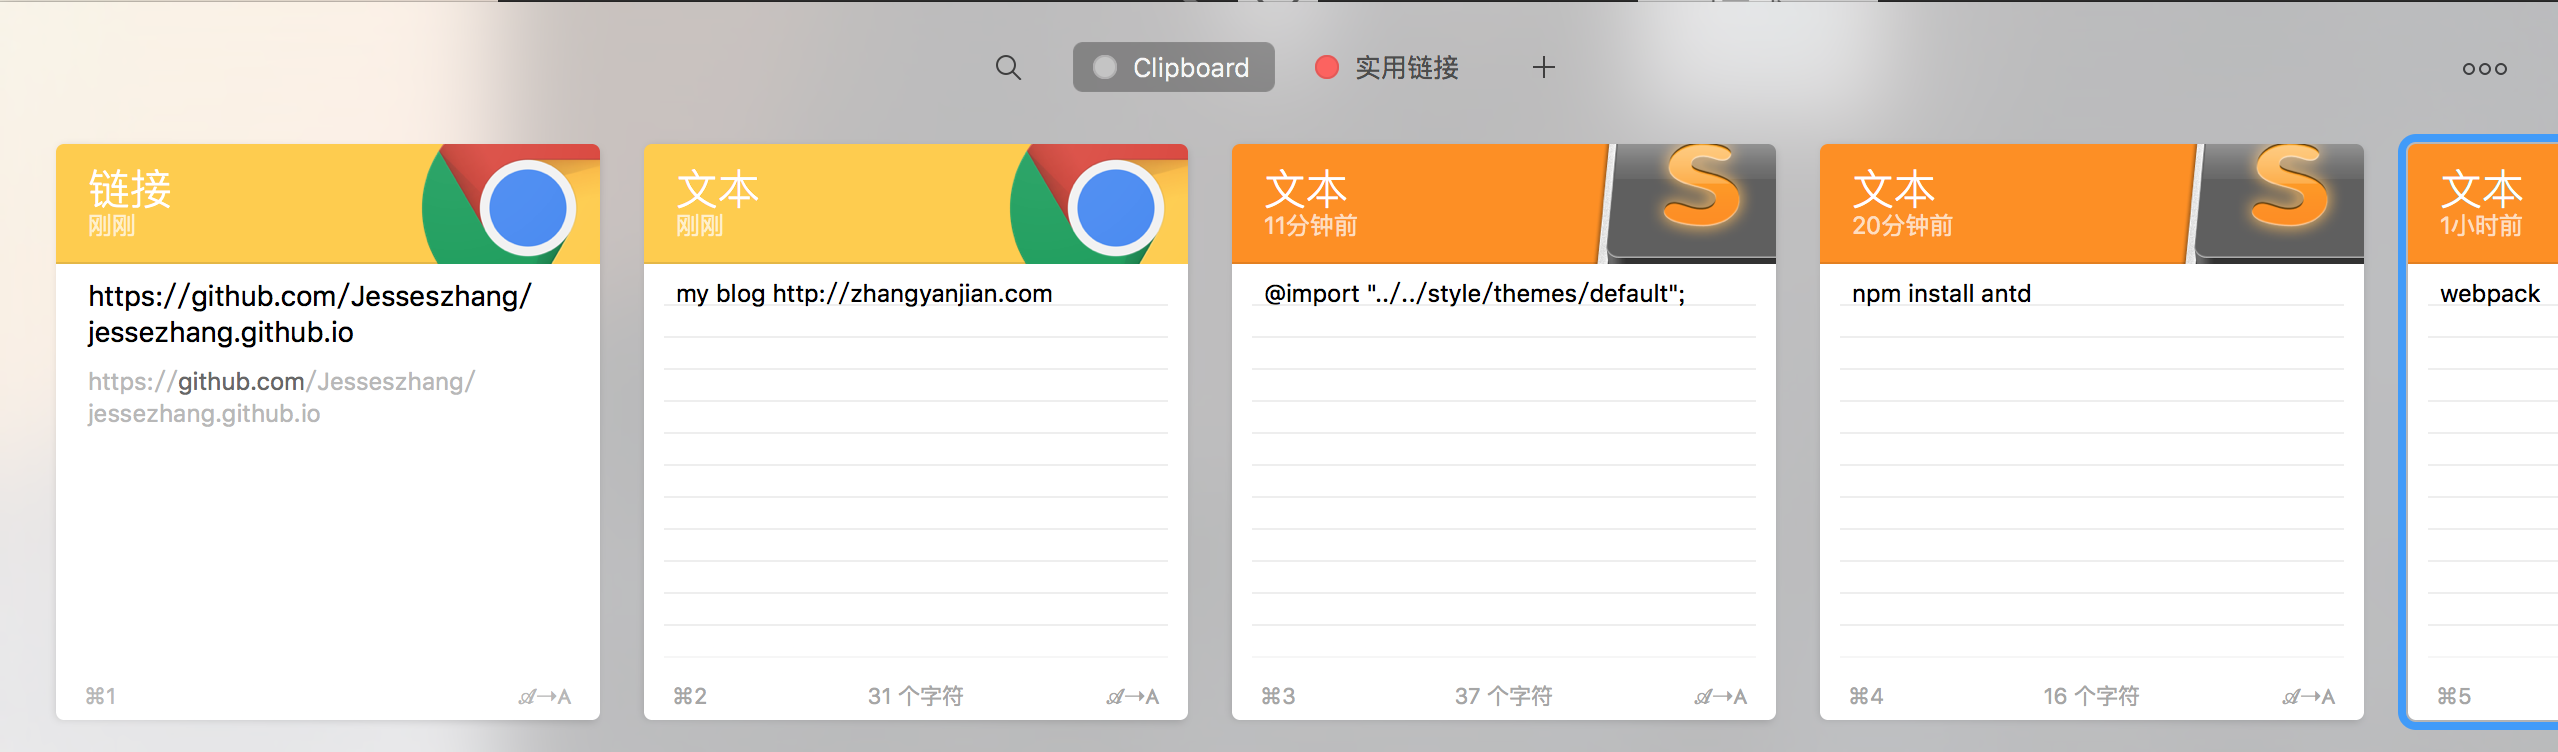 Clipboard
实用链接
链接
刚刚
https://github.com/Jesseszhang/
jessezhang.github.io
https://github.com/Jesseszhang/
jessezhang.github.io
⌘1
𝒜→A
文本
刚刚
my blog http://zhangyanjian.com
⌘2
31 个字符
𝒜→A
文本
11分钟前
@import "../../style/themes/default";
⌘3
37 个字符
𝒜→A
文本
20分钟前
npm install antd
⌘4
16 个字符
𝒜→A
文本
1小时前
webpack
⌘5